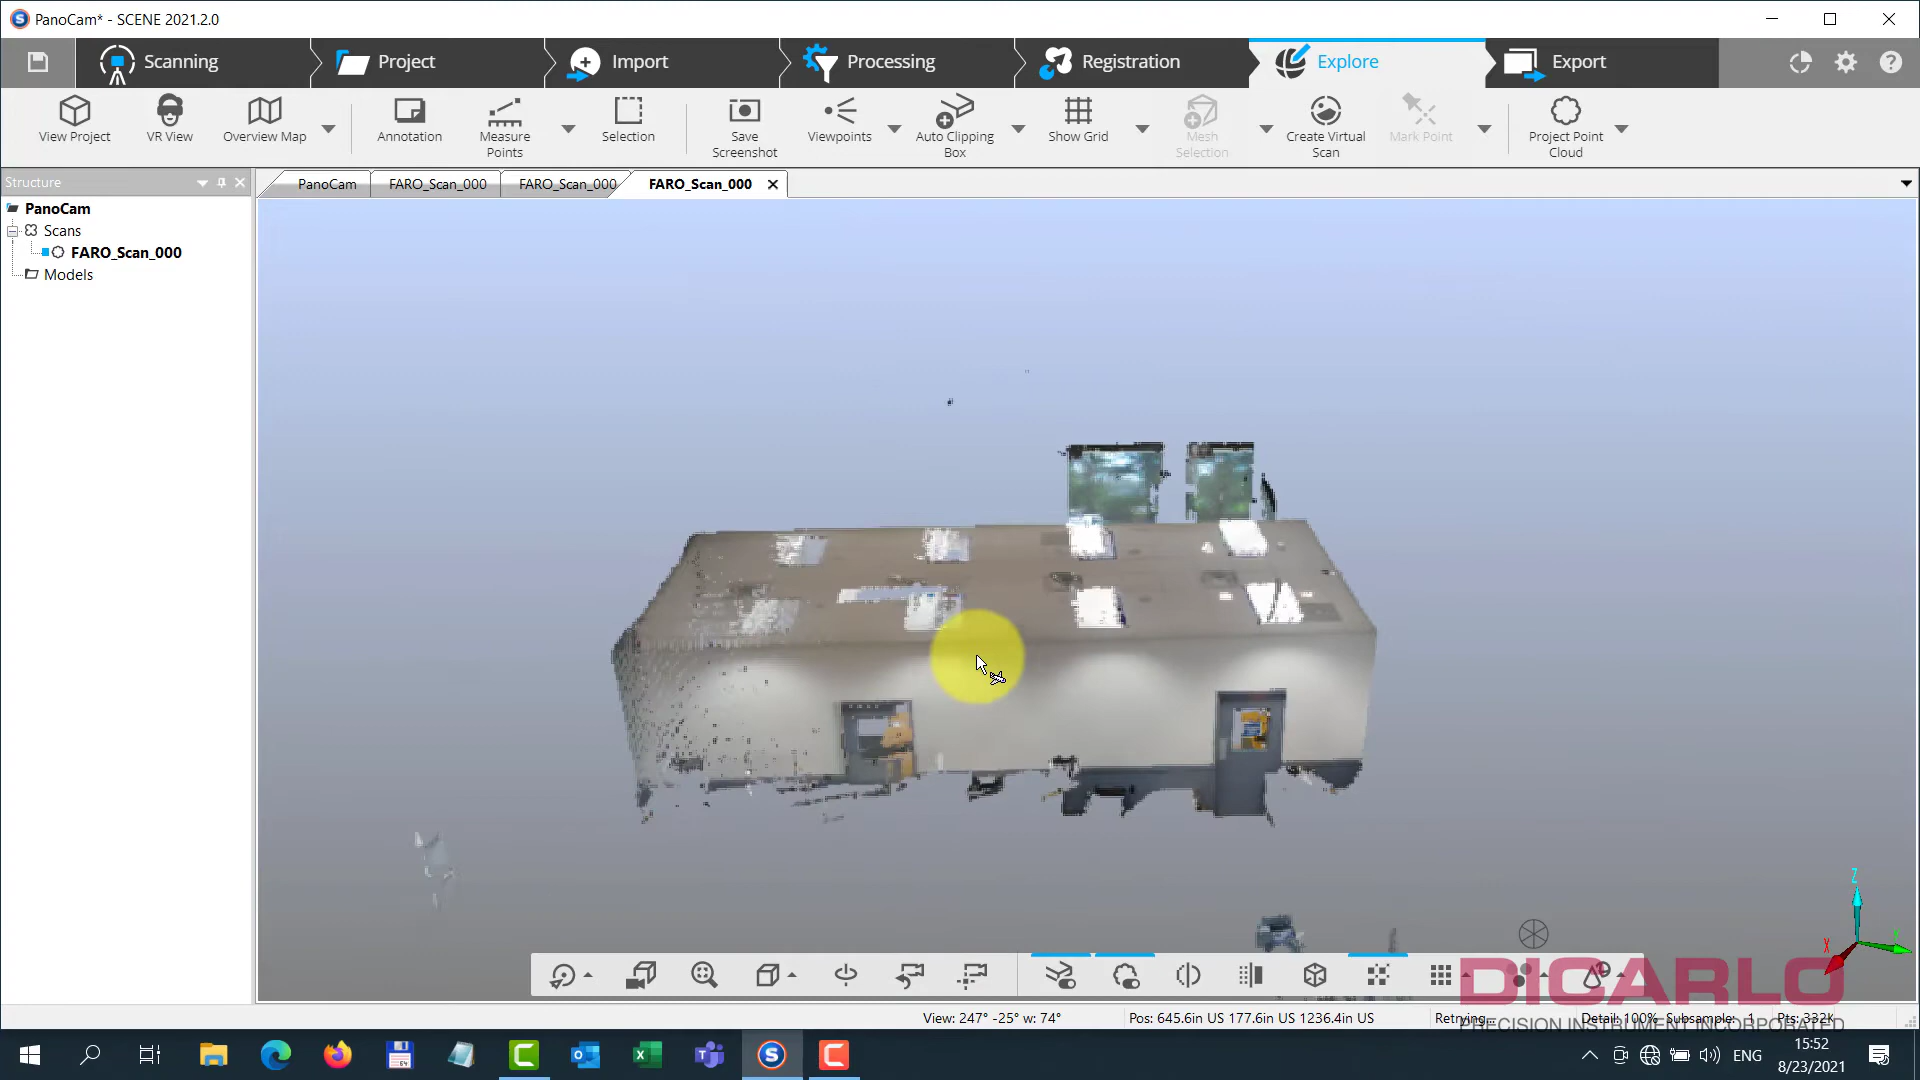 PanoCam* - SCENE 2021.2.0
Scanning
Project
Import
Processing
Registration
Explore
Export
View Project
VR View
Overview Map
Annotation
Measure
Points
Selection
Save
Screenshot
Viewpoints
Auto Clipping
Box
Show Grid
Mesh
Selection
Create Virtual
Scan
Mark Point
Project Point
Cloud
Structure
PanoCam
FARO_Scan_000
FARO_Scan_000
FARO_Scan_000
PanoCam
Scans
FARO_Scan_000
Models
Z
X
Y
DICARLO
PRECISION INSTRUMENT INCORPORATED
View: 247° -25° w: 74°
Pos: 645.6in US 177.6in US 1236.4in US
Retrying...
Detail: 100%
Subsample: 1
Pts: 332K
ENG
15:52
8/23/2021